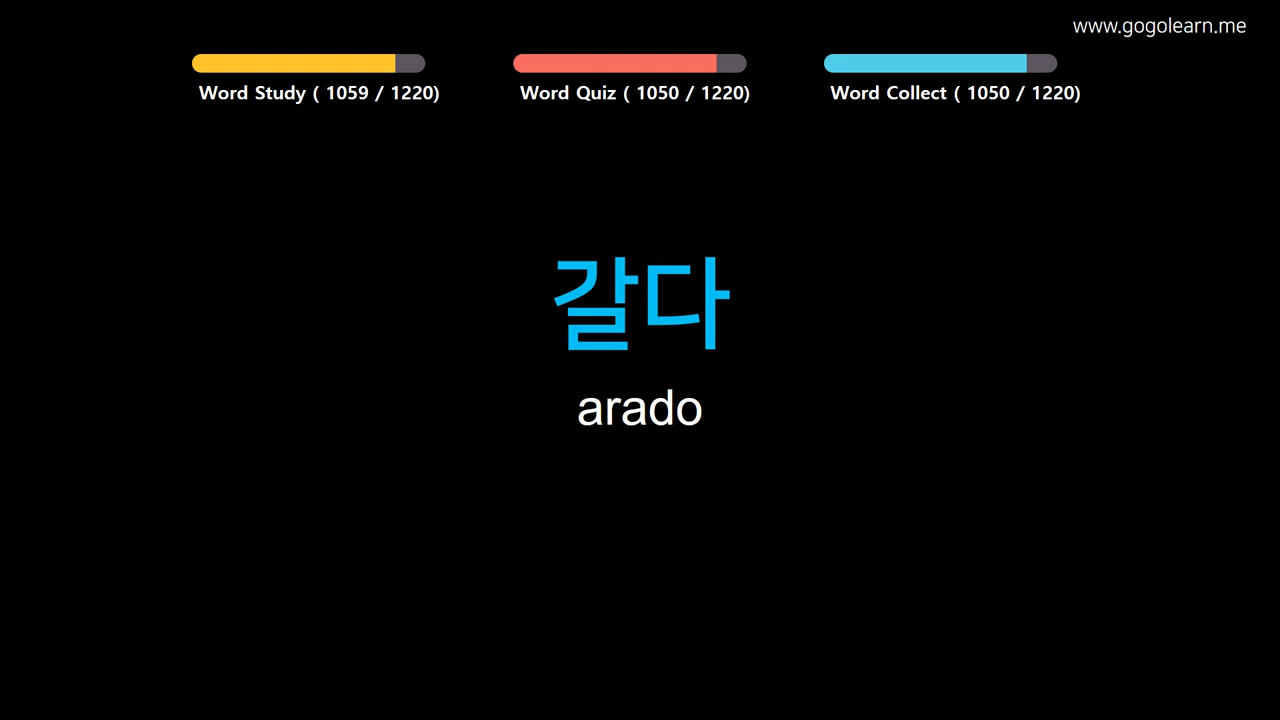 www.gogolearn.me
Word Study ( 1059 / 1220)
Word Quiz ( 1050 / 1220)
Word Collect ( 1050 / 1220)
갈다
arado